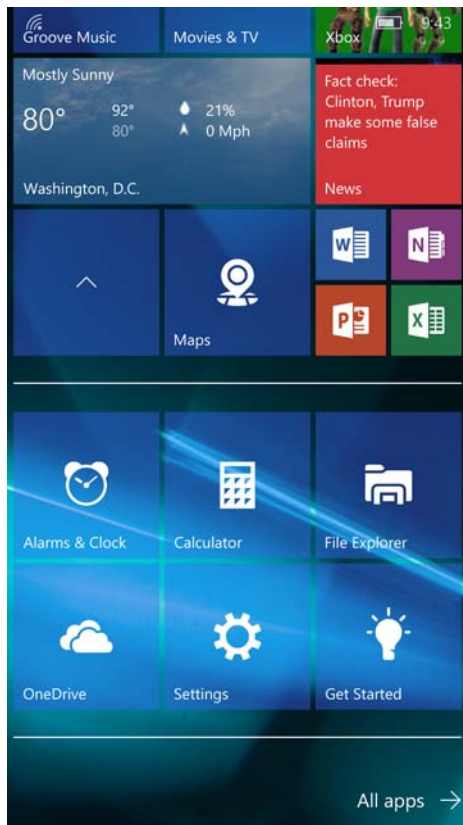 9:43
Groove Music
Movies & TV
Xbox
Mostly Sunny
80°
92°
80°
21%
0 Mph
Washington, D.C.
Fact check:
Clinton, Trump
make some false
claims
News
Maps
W
N
P
X
Alarms & Clock
Calculator
File Explorer
OneDrive
Settings
Get Started
All apps